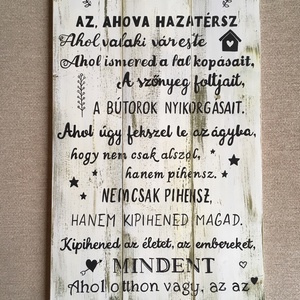 AZ, AHOVA HAZATÉRSZ
Ahol valaki vár este
Ahol ismered a fal kopásait,
A szőnyeg foltjait,
A BÚTOROK NYIKORGÁSAIT.
Ahol úgy fekszel le az ágyba,
hogy nem csak alszol,
hanem pihensz.
NEMCSAK PIHENSZ,
HANEM KIPIHENED MAGAD.
Kipihened az életet, az embereket,
MINDENT
Ahol otthon vagy, az az